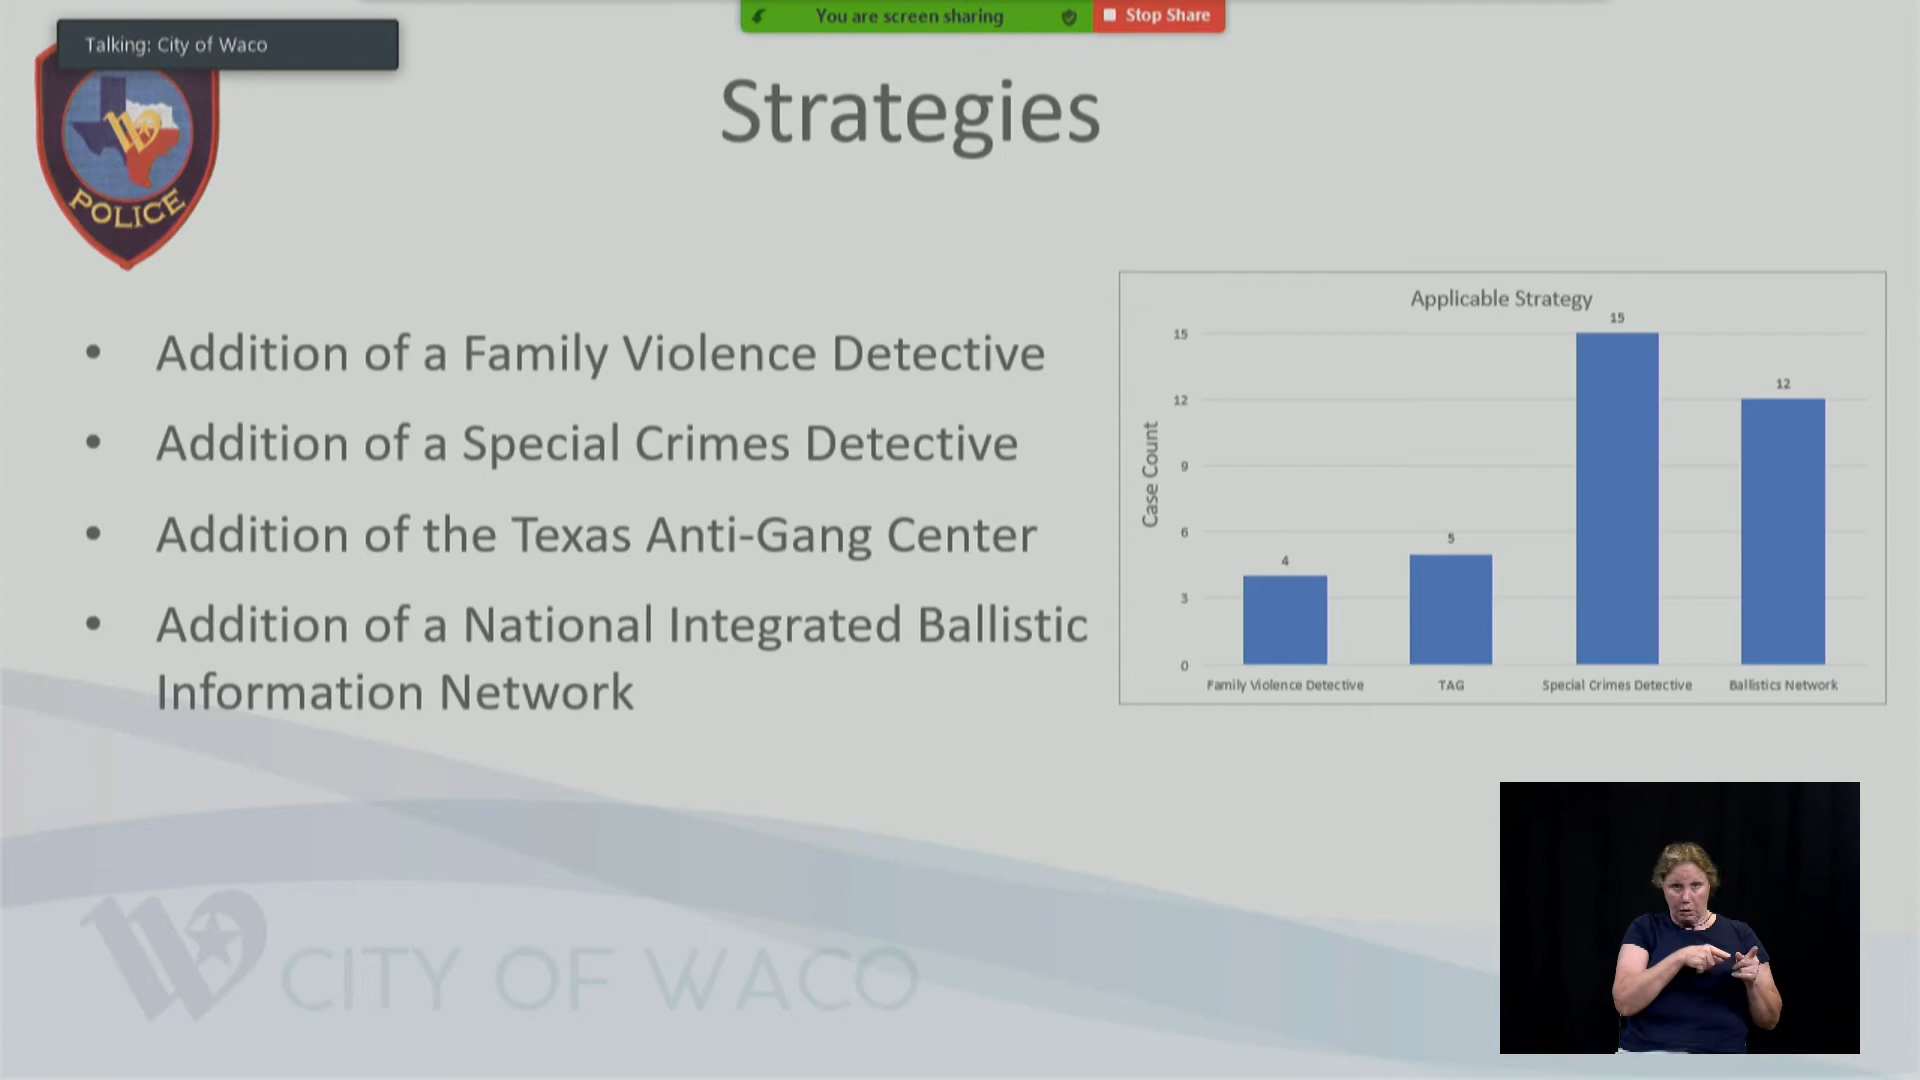 You are screen sharing
Stop Share
Talking: City of Waco
POLICE
Strategies
• Addition of a Family Violence Detective
• Addition of a Special Crimes Detective
• Addition of the Texas Anti-Gang Center
• Addition of a National Integrated Ballistic
Information Network
Applicable Strategy
Case Count
15
12
9
6
3
0
4
5
15
12
Family Violence Detective
TAG
Special Crimes Detective
Ballistics Network
CITY OF WACO